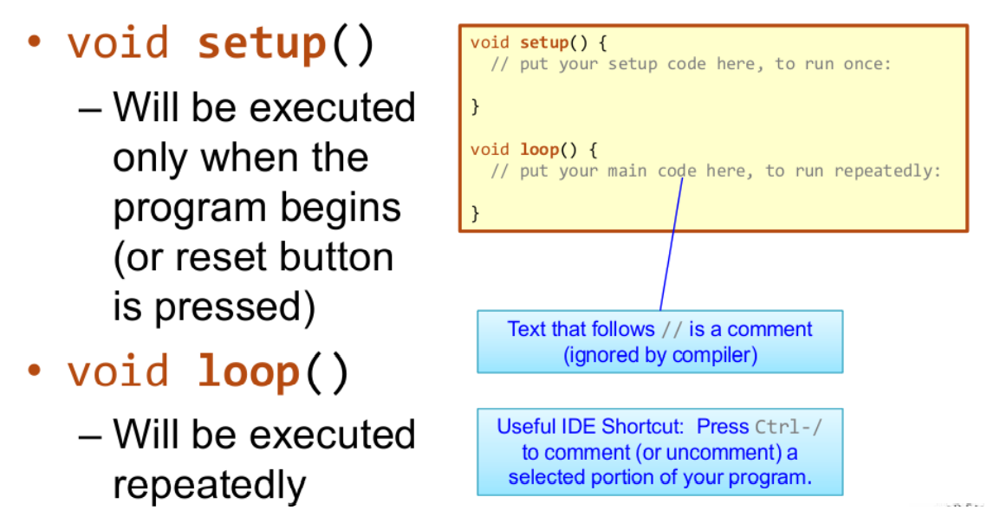 • void setup()
– Will be executed
only when the
program begins
(or reset button
is pressed)
• void loop()
– Will be executed
repeatedly
void setup() {
// put your setup code here, to run once:
}
void loop() {
// put your main code here, to run repeatedly:
}
Text that follows // is a comment
(ignored by compiler)
Useful IDE Shortcut: Press Ctrl-/
to comment (or uncomment) a
selected portion of your program.